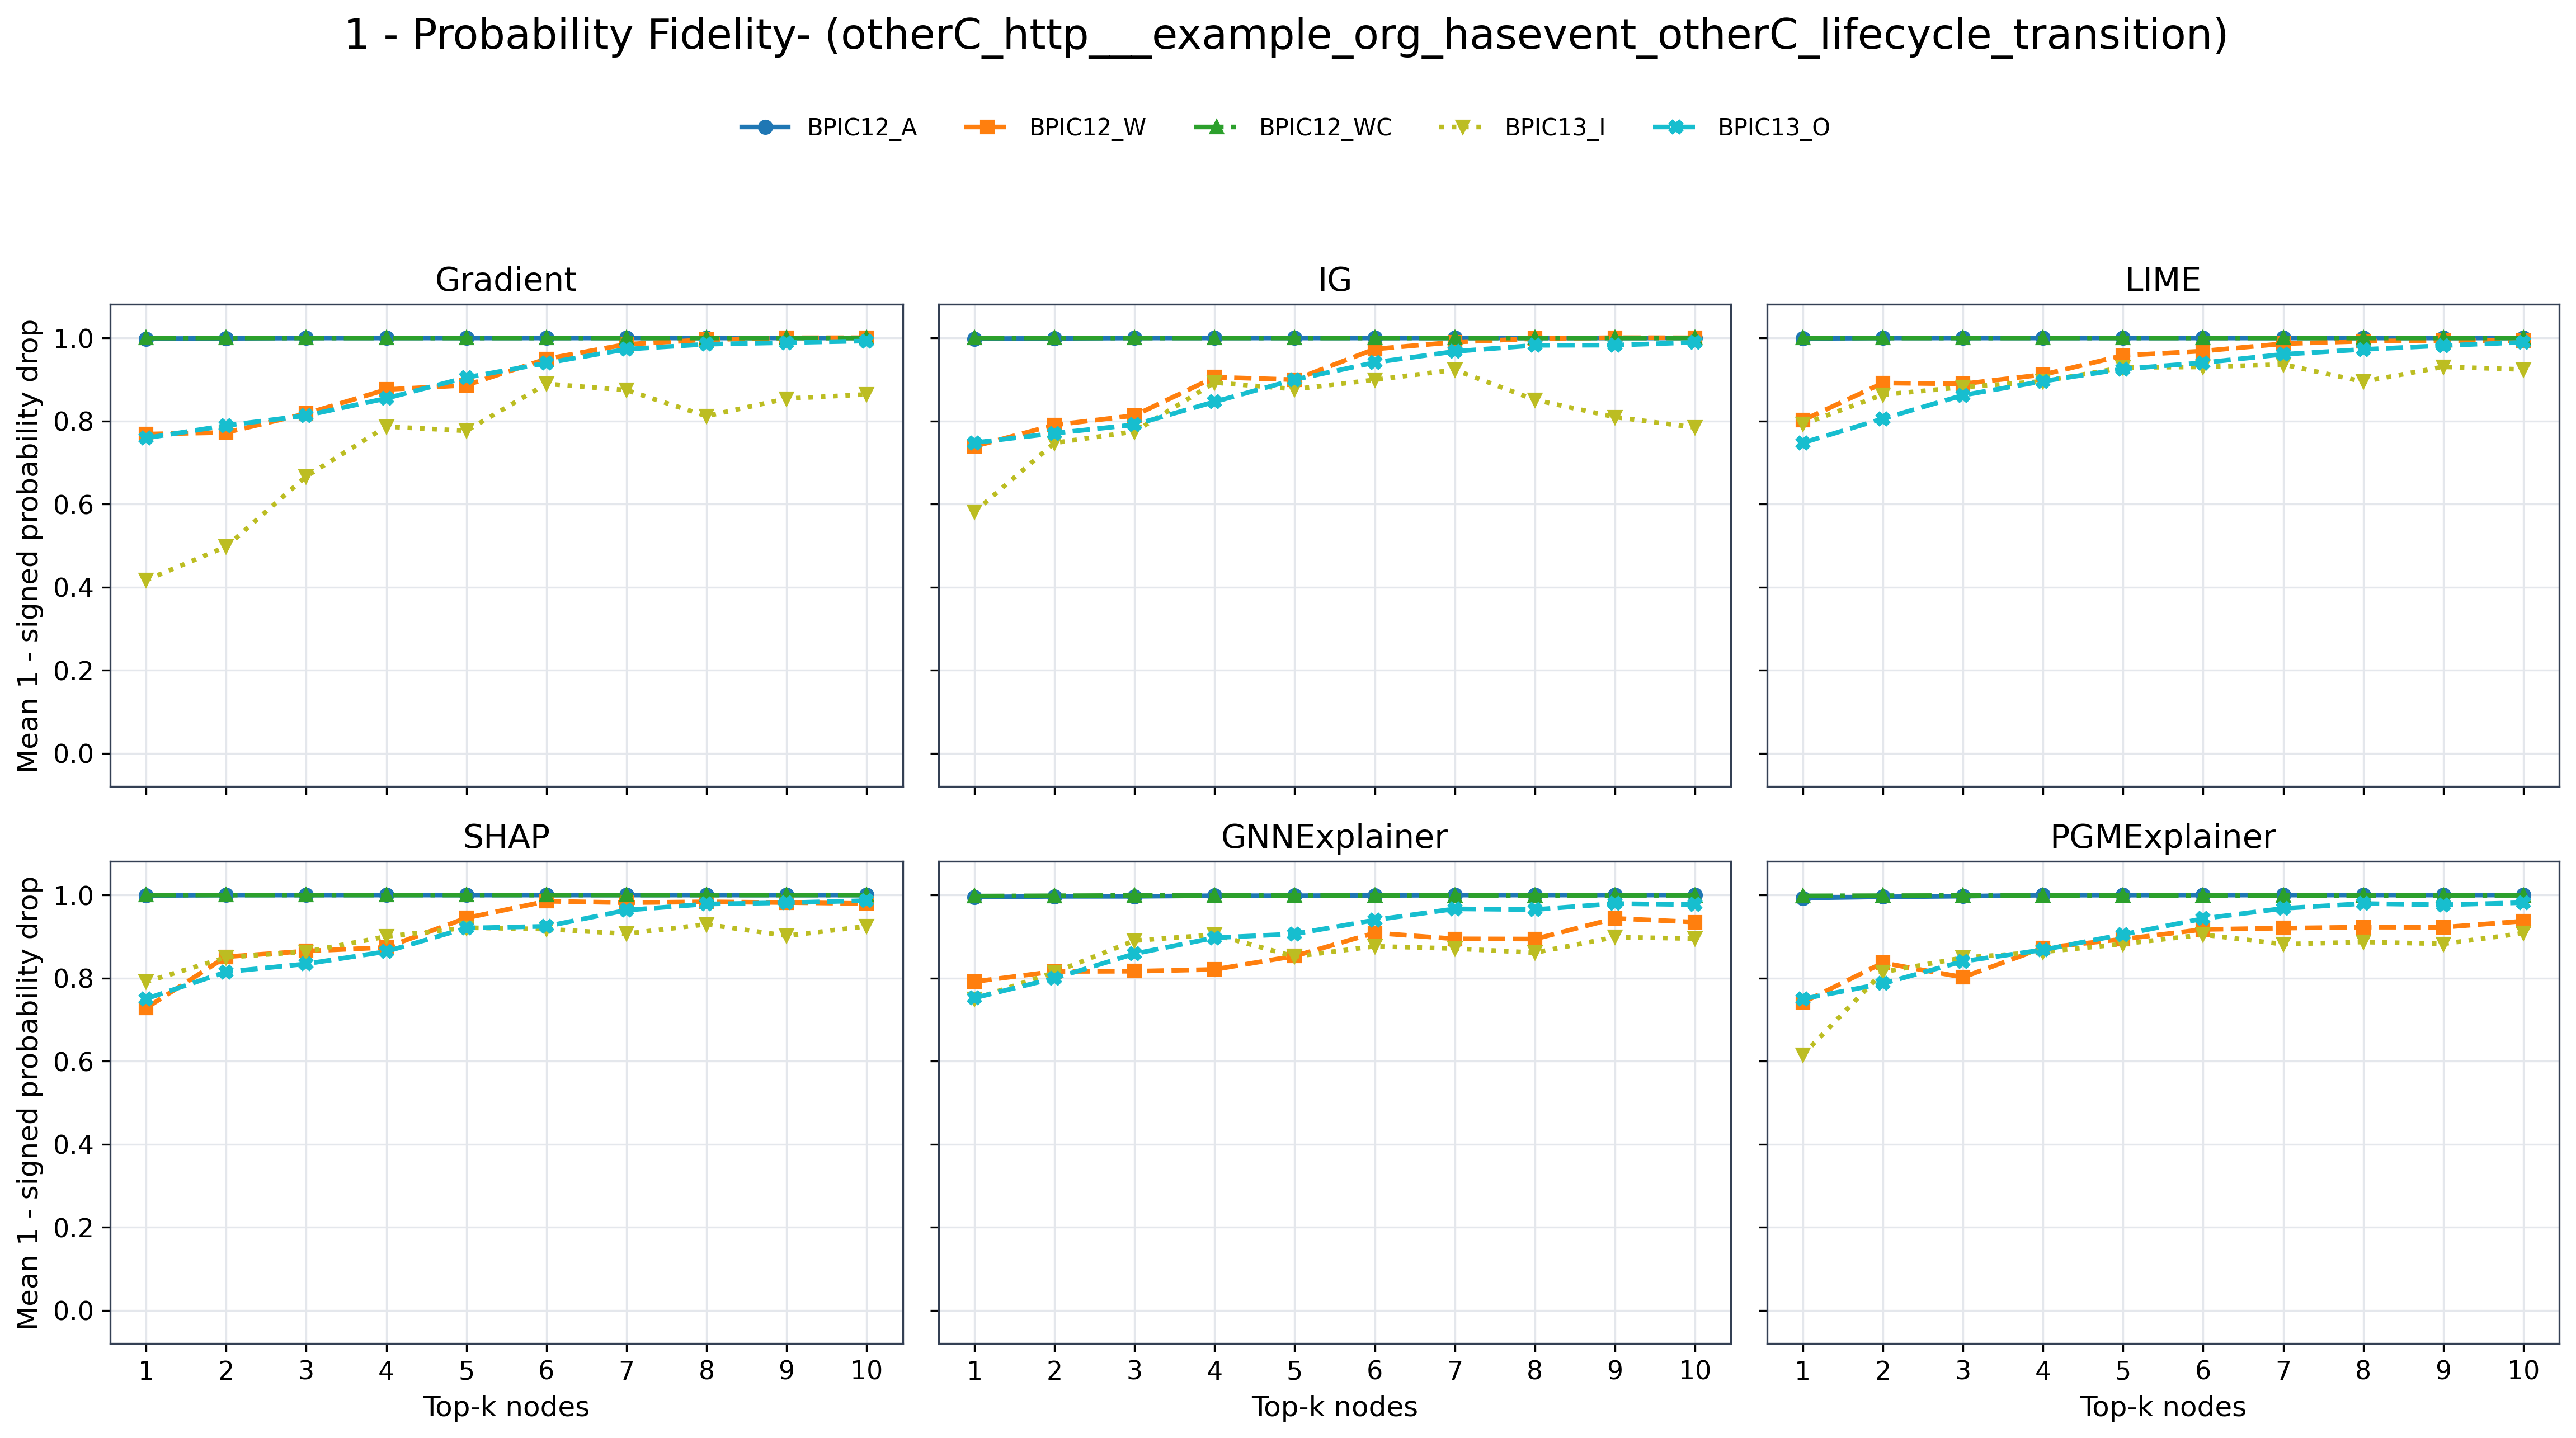 1 - Probability Fidelity- (otherC_http___example_org_hasevent_otherC_lifecycle_transition)
BPIC12_A BPIC12_W BPIC12_WC BPIC13_I BPIC13_O
Gradient IG LIME
Mean 1 - signed probability drop
1.0
0.8
0.6
0.4
0.2
0.0
SHAP GNNExplainer PGMExplainer
Mean 1 - signed probability drop
1.0
0.8
0.6
0.4
0.2
0.0
1 2 3 4 5 6 7 8 9 10 1 2 3 4 5 6 7 8 9 10 1 2 3 4 5 6 7 8 9 10
Top-k nodes Top-k nodes Top-k nodes